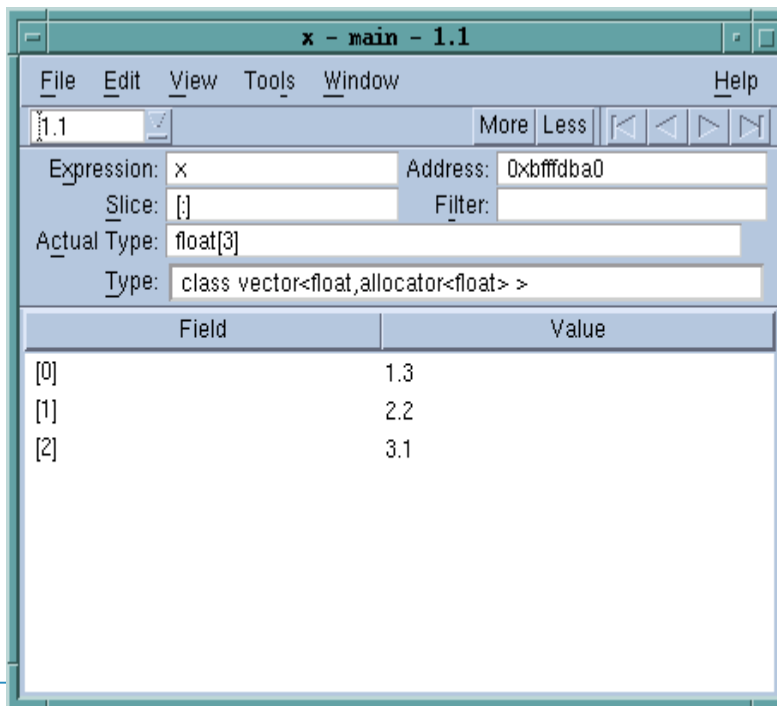 x - main - 1.1
File Edit View Tools Window Help
1.1 More Less
Expression: x Address: 0xbfffdba0
Slice: [:] Filter:
Actual Type: float[3]
Type: class vector<float,allocator<float> >
Field Value
[0] 1.3
[1] 2.2
[2] 3.1